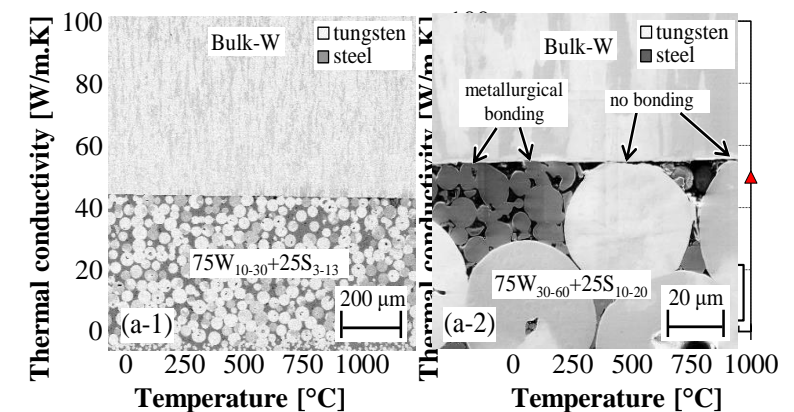 Thermal conductivity [W/m.K]
100
80
60
40
20
0
Bulk-W
tungsten
steel
75W10-30+25S3-13
200 μm
(a-1)
0 250 500 750 1000
Temperature [°C]
Thermal conductivity [W/m.K]
Bulk-W
tungsten
steel
metallurgical
bonding
no bonding
75W30-60+25S10-20
20 μm
(a-2)
0 250 500 750 1000
Temperature [°C]